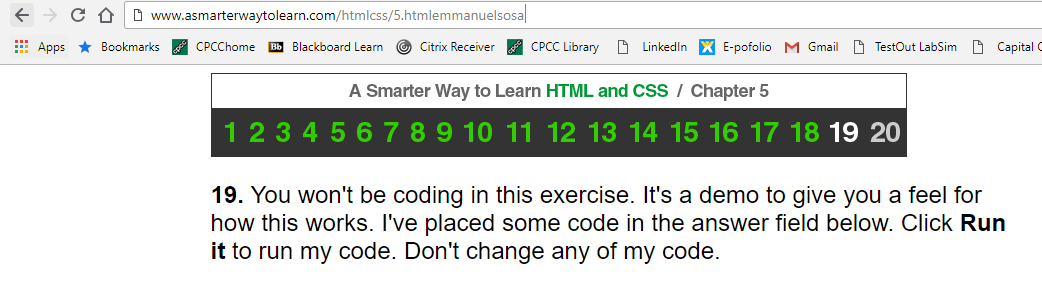 www.asmarterwaytolearn.com/htmlcss/5.htmlemmanuelsosa
Apps Bookmarks CPCChome Bb Blackboard Learn Citrix Receiver CPCC Library LinkedIn E-pofolio Gmail TestOut LabSim Capital C
A Smarter Way to Learn HTML and CSS / Chapter 5
1 2 3 4 5 6 7 8 9 10 11 12 13 14 15 16 17 18 19 20
19. You won't be coding in this exercise. It's a demo to give you a feel for
how this works. I've placed some code in the answer field below. Click Run
it to run my code. Don't change any of my code.